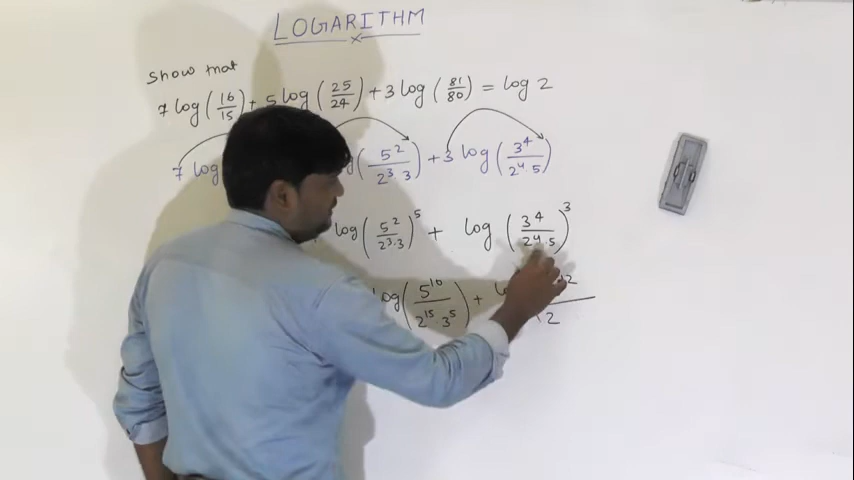 LOGARITHM
Show that
7 log (16/15) + 5 log (25/24) + 3 log (81/80) = log 2
7 log (5²/2³·3) + 3 log (3⁴/2⁴·5)
log (5²/2³·3)⁵ + log (3⁴/2⁴·5)³
log (5¹⁰/2¹⁵·3⁵) + 2